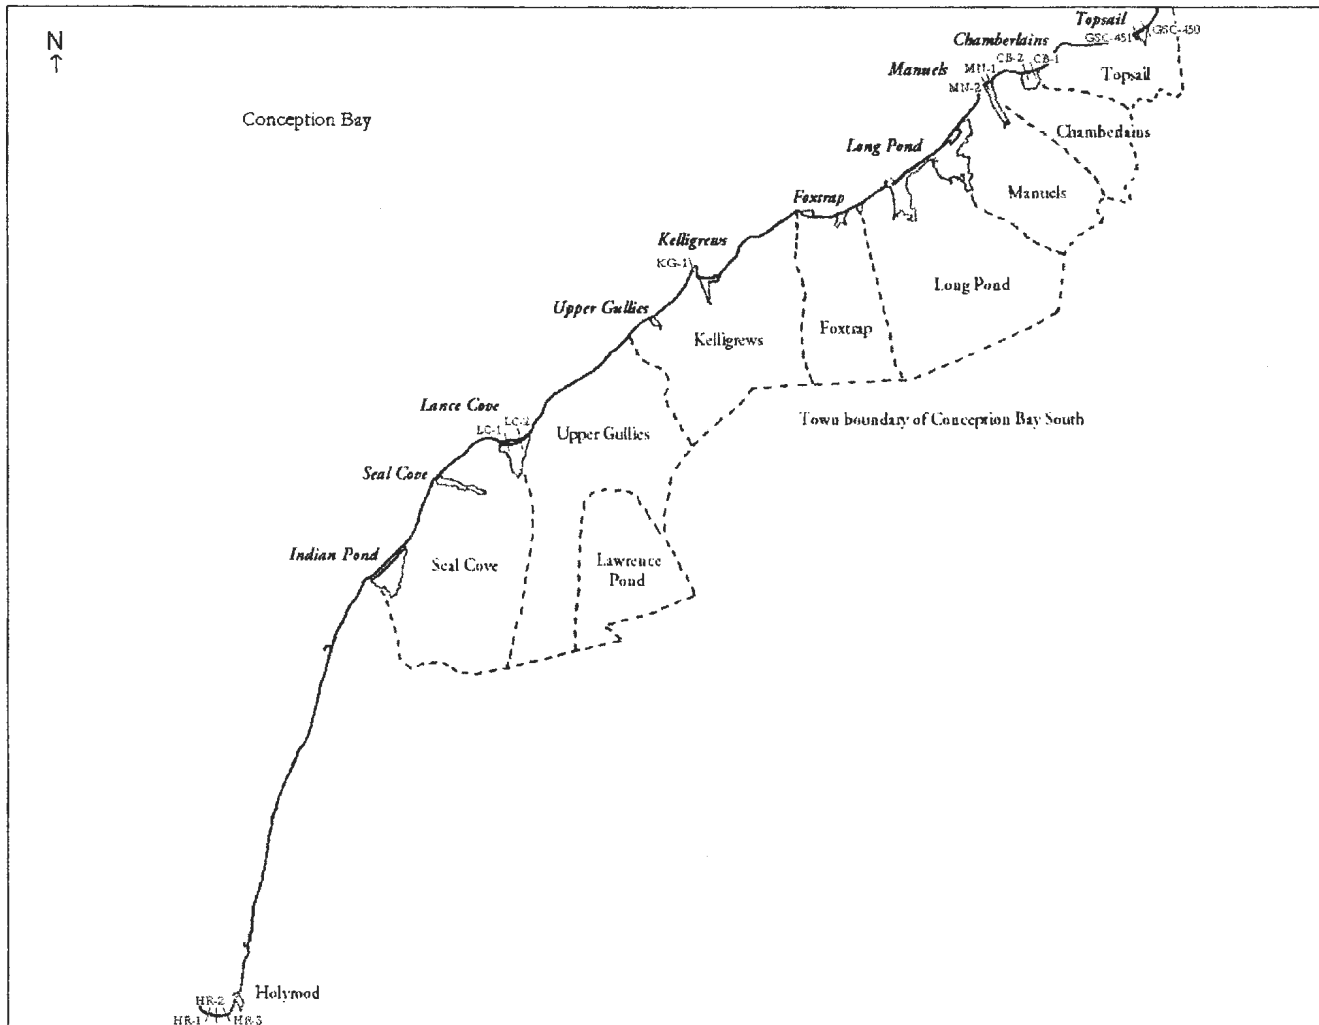 N
Conception Bay
Topsail
GSC-451
GSC-450
Chamberlains
CB-2
CB-1
Manuels
MN-1
MN-2
Topsail
Chamberlains
Long Pond
Manuels
Foxtrap
Kelligrews
KG-1
Long Pond
Upper Gullies
Foxtrap
Kelligrews
Lance Cove
LC-1
LC-2
Town boundary of Conception Bay South
Upper Gullies
Seal Cove
Indian Pond
Seal Cove
Lawrence
Pond
Holyrood
HR-2
HR-1
HR-3